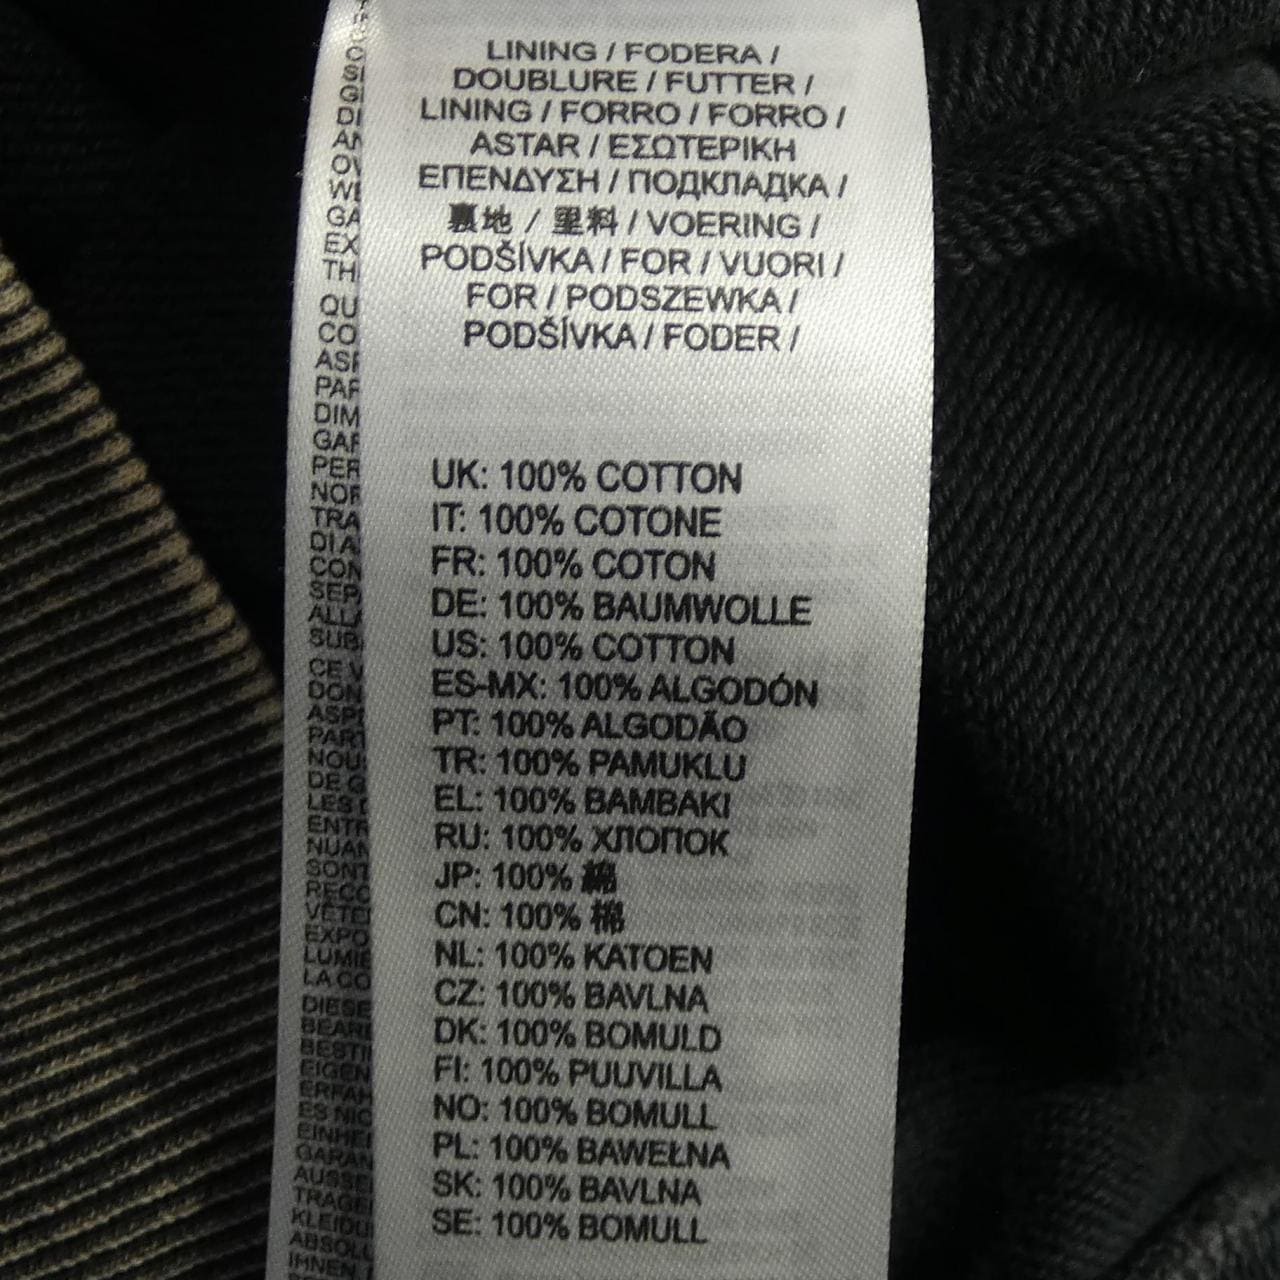 LINING / FODERA /
DOUBLURE / FUTTER /
LINING / FORRO / FORRO /
ASTAR / ΕΣΩΤΕΡΙΚΗ
ΕΠΕΝΔΥΣΗ / ПОДКЛАДКА /
裏地 / 里料 / VOERING /
PODŠÍVKA / FOR / VUORI /
FOR / PODSZEWKA /
PODŠÍVKA / FODER /
UK: 100% COTTON
IT: 100% COTONE
FR: 100% COTON
DE: 100% BAUMWOLLE
US: 100% COTTON
ES-MX: 100% ALGODÓN
PT: 100% ALGODÃO
TR: 100% PAMUKLU
EL: 100% ΒΑΜΒΑΚΙ
RU: 100% ХЛОПОК
JP: 100% 綿
CN: 100% 棉
NL: 100% KATOEN
CZ: 100% BAVLNA
DK: 100% BOMULD
FI: 100% PUUVILLA
NO: 100% BOMULL
PL: 100% BAWEŁNA
SK: 100% BAVLNA
SE: 100% BOMULL